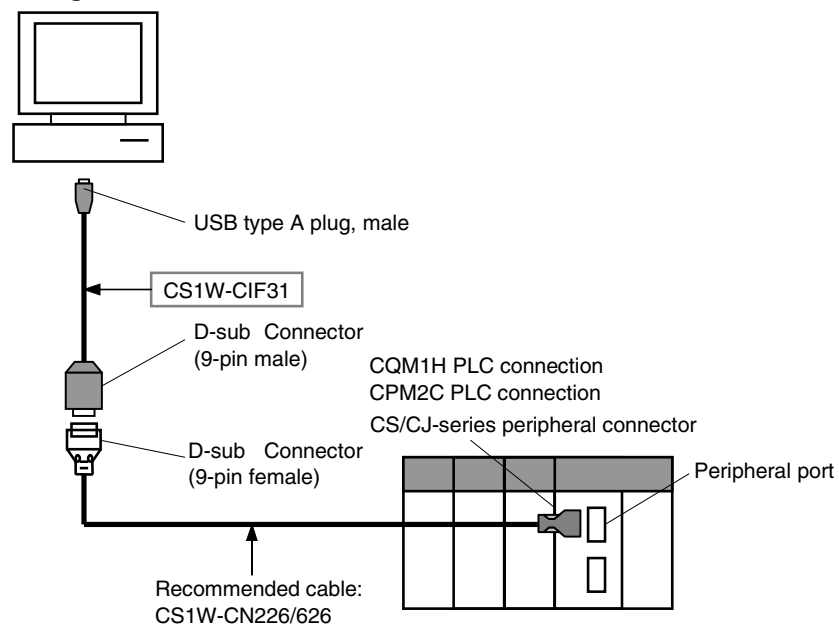 USB type A plug, male
CS1W-CIF31
D-sub Connector
(9-pin male)
CQM1H PLC connection
CPM2C PLC connection
CS/CJ-series peripheral connector
D-sub Connector
(9-pin female)
Peripheral port
Recommended cable:
CS1W-CN226/626